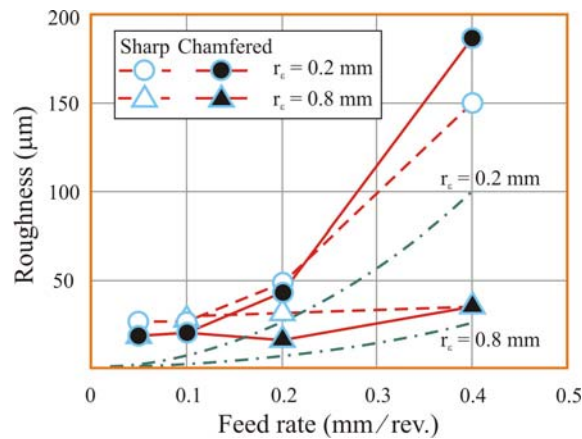 200
Sharp Chamfered
rε = 0.2 mm
rε = 0.8 mm
150
Roughness (μm)
100
rε = 0.2 mm
50
rε = 0.8 mm
0 0.1 0.2 0.3 0.4 0.5
Feed rate (mm/rev.)